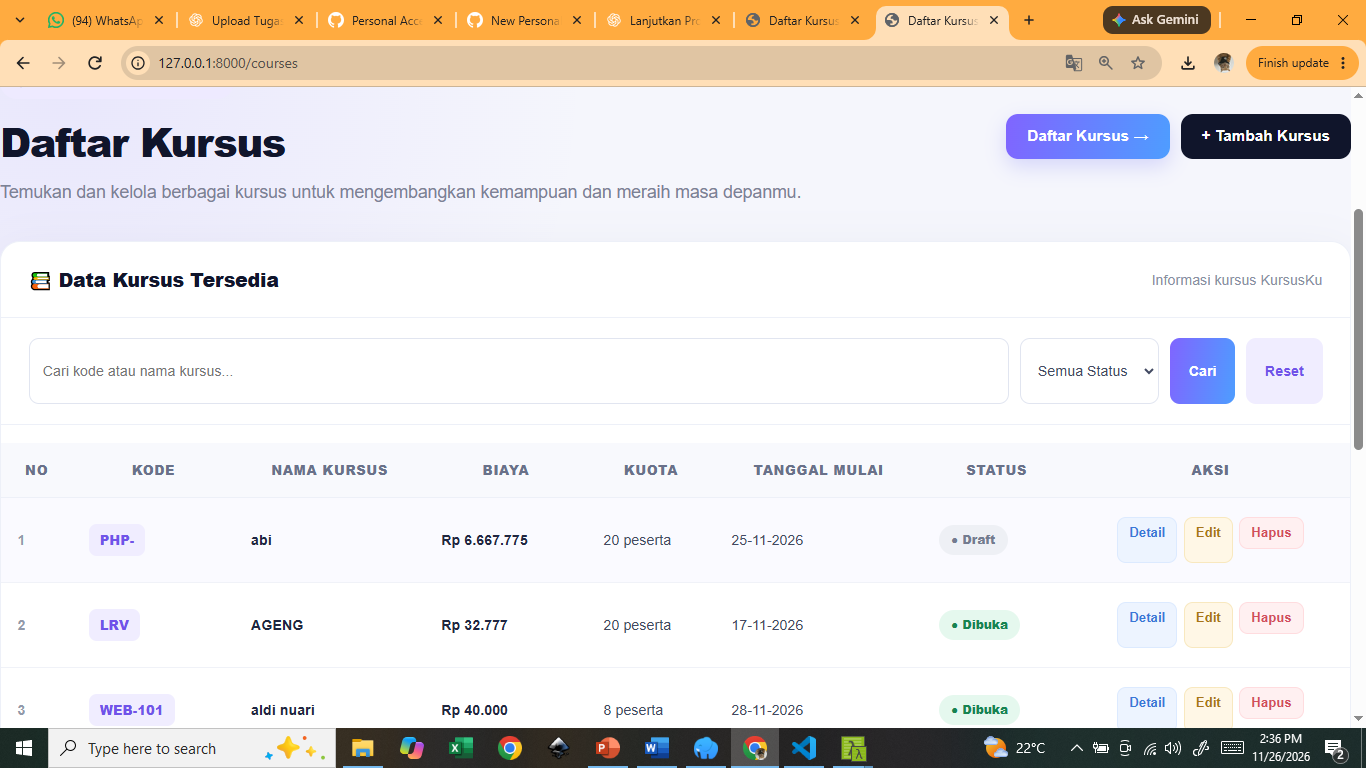 (94) WhatsAp
Upload Tugas
Personal Acce
New Persona
Lanjutkan Pro
Daftar Kursus
Daftar Kursus
Ask Gemini
127.0.0.1:8000/courses
Finish update
Daftar Kursus
Daftar Kursus →
+ Tambah Kursus
Temukan dan kelola berbagai kursus untuk mengembangkan kemampuan dan meraih masa depanmu.
Data Kursus Tersedia
Informasi kursus KursusKu
Cari kode atau nama kursus...
Semua Status
Cari
Reset
NO KODE NAMA KURSUS BIAYA KUOTA TANGGAL MULAI STATUS AKSI
1 PHP- abi Rp 6.667.775 20 peserta 25-11-2026 • Draft Detail Edit Hapus
2 LRV AGENG Rp 32.777 20 peserta 17-11-2026 • Dibuka Detail Edit Hapus
3 WEB-101 aldi nuari Rp 40.000 8 peserta 28-11-2026 • Dibuka Detail Edit Hapus
Type here to search
22°C
2:36 PM
11/26/2026
2